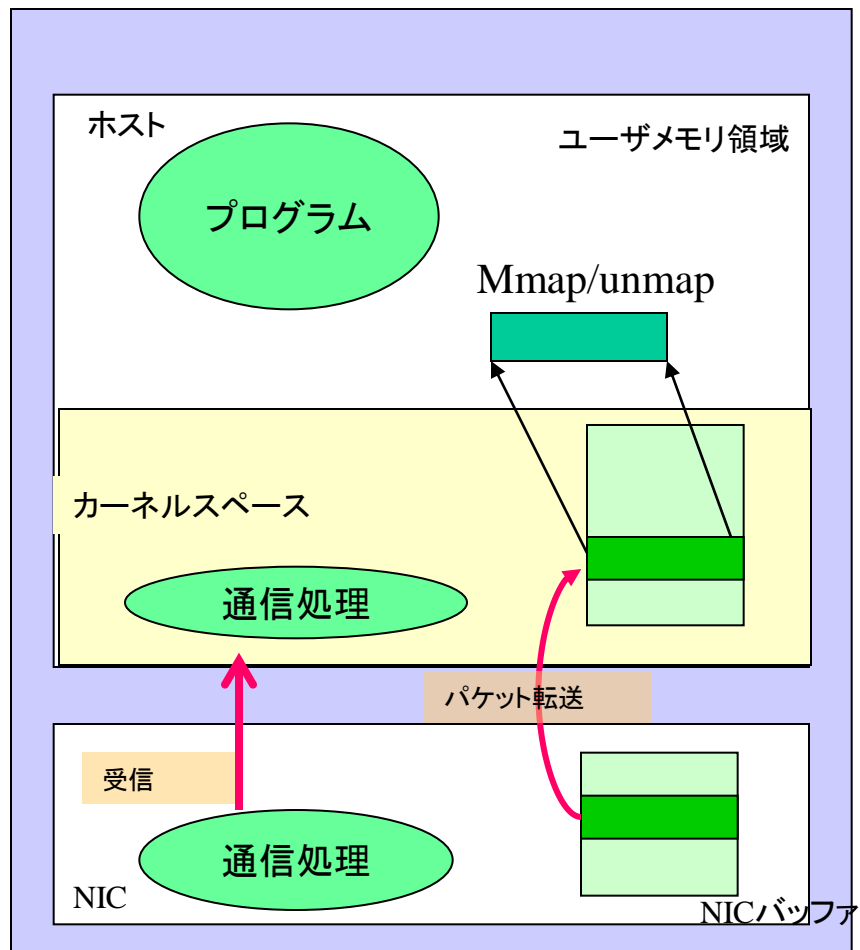 ホスト
ユーザメモリ領域
プログラム
Mmap/unmap
カーネルスペース
通信処理
パケット転送
受信
通信処理
NIC
NICバッファ